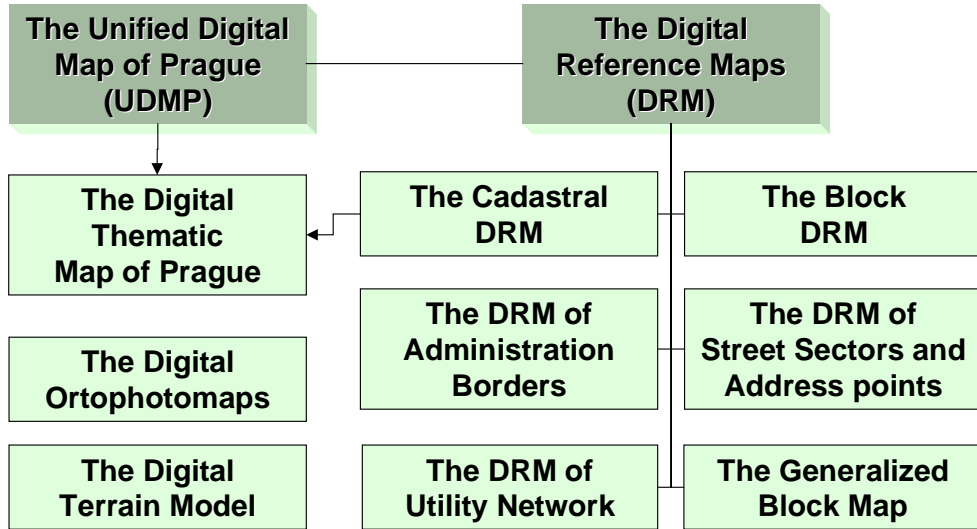 The Unified Digital
Map of Prague
(UDMP)
The Digital
Reference Maps
(DRM)
The Digital
Thematic
Map of Prague
The Cadastral
DRM
The Block
DRM
The DRM of
Administration
Borders
The DRM of
Street Sectors and
Address points
The Digital
Ortophotomaps
The Digital
Terrain Model
The DRM of
Utility Network
The Generalized
Block Map